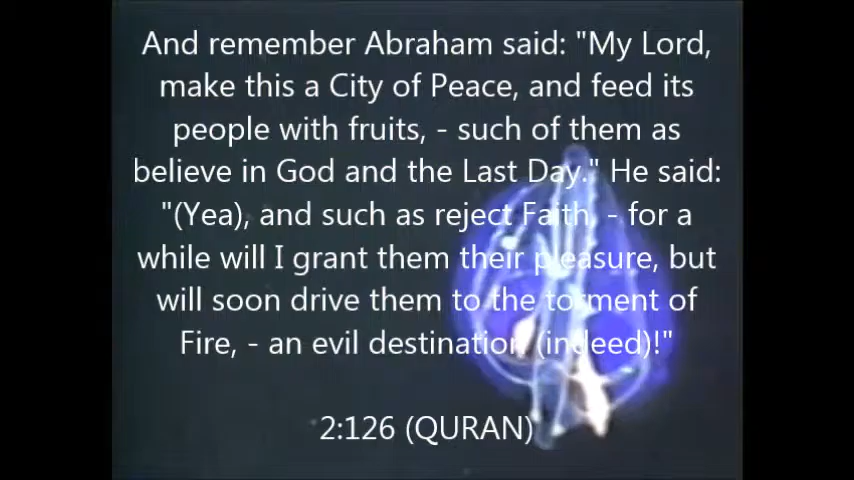 And remember Abraham said: "My Lord,
make this a City of Peace, and feed its
people with fruits, - such of them as
believe in God and the Last Day." He said:
"(Yea), and such as reject Faith, - for a
while will I grant them their pleasure, but
will soon drive them to the torment of
Fire, - an evil destination (indeed)!"
2:126 (QURAN)